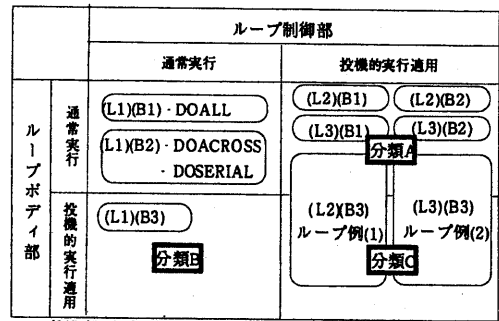 ループ制御部
通常実行
投機的実行適用
ループボディ部
通常実行
(L1)(B1)・DOALL
(L1)(B2)・DOACROSS
・DOSERIAL
(L2)(B1)
(L2)(B2)
(L3)(B1)
(L3)(B2)
分類A
投機的実行適用
(L1)(B3)
分類B
(L2)(B3)
ループ例(1)
(L3)(B3)
ループ例(2)
分類C